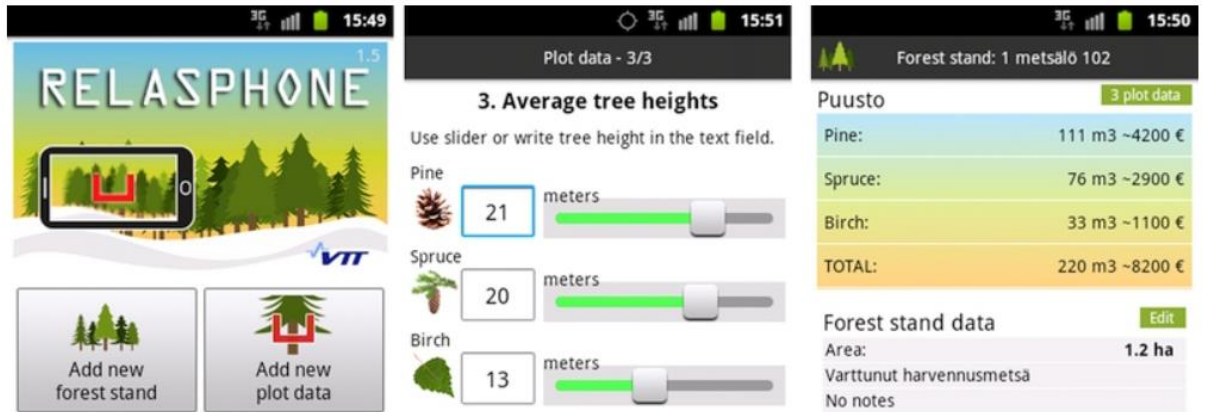 3G 15:49
1.5
RELASPHONE
VTT
Add new
forest stand
Add new
plot data
3G 15:51
Plot data - 3/3
3. Average tree heights
Use slider or write tree height in the text field.
Pine
21 meters
Spruce
20 meters
Birch
13 meters
3G 15:50
Forest stand: 1 metsälö 102
Puusto 3 plot data
Pine: 111 m3 ~4200 €
Spruce: 76 m3 ~2900 €
Birch: 33 m3 ~1100 €
TOTAL: 220 m3 ~8200 €
Forest stand data Edit
Area: 1.2 ha
Varttunut harvennusmetsä
No notes